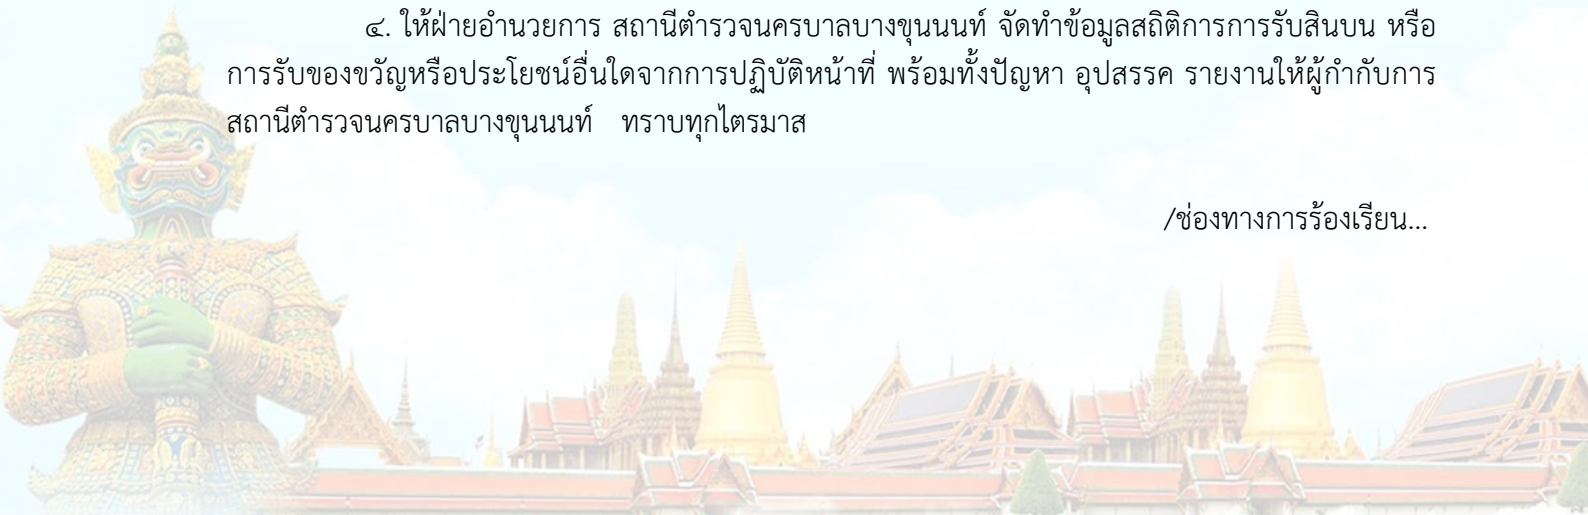 ๔. ให้ฝ่ายอำนวยการ สถานีตำรวจนครบาลบางขุนนนท์ จัดทำข้อมูลสถิติการการรับสินบน หรือ
การรับของขวัญหรือประโยชน์อื่นใดจากการปฏิบัติหน้าที่ พร้อมทั้งปัญหา อุปสรรค รายงานให้ผู้กำกับการ
สถานีตำรวจนครบาลบางขุนนนท์ ทราบทุกไตรมาส
/ช่องทางการร้องเรียน...